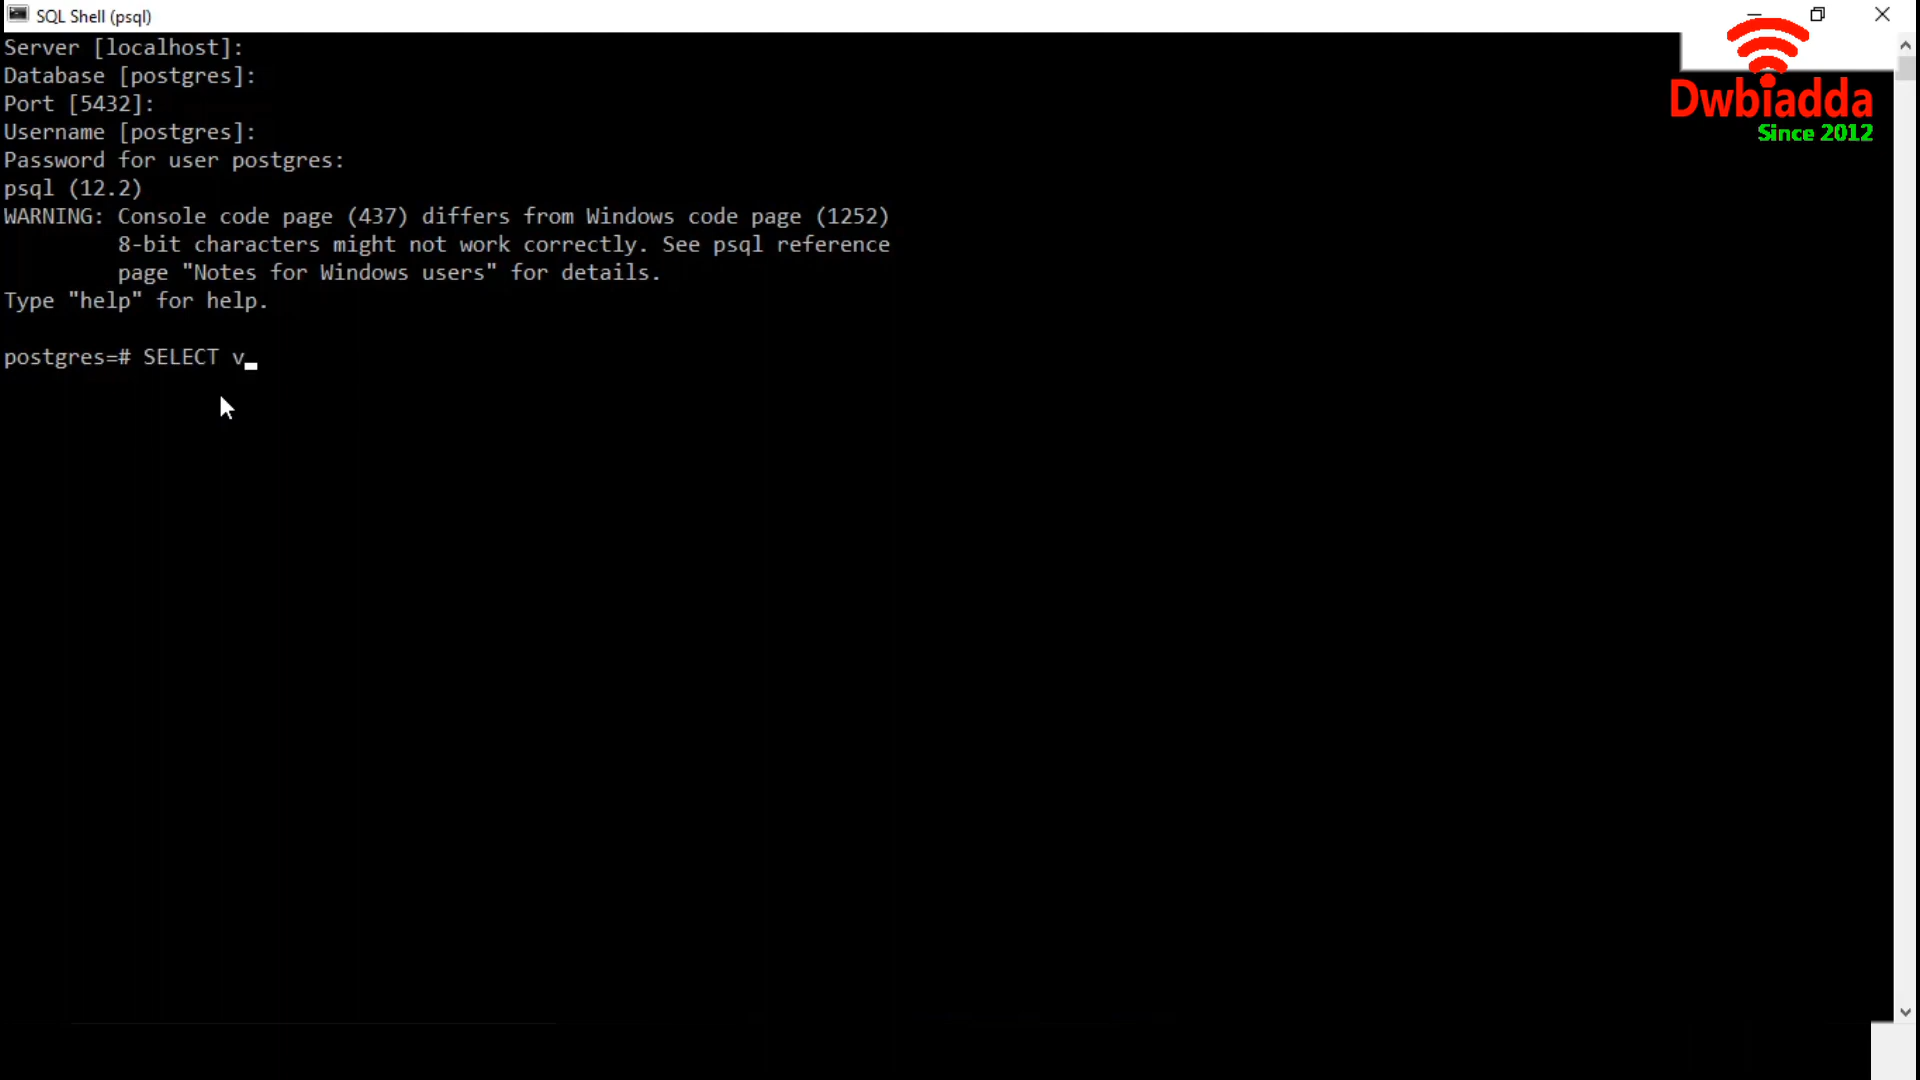 SQL Shell (psql)
Server [localhost]:
Database [postgres]:
Port [5432]:
Username [postgres]:
Password for user postgres:
psql (12.2)
WARNING: Console code page (437) differs from Windows code page (1252)
8-bit characters might not work correctly. See psql reference
page "Notes for Windows users" for details.
Type "help" for help.
postgres=# SELECT v_
Dwbiadda
Since 2012